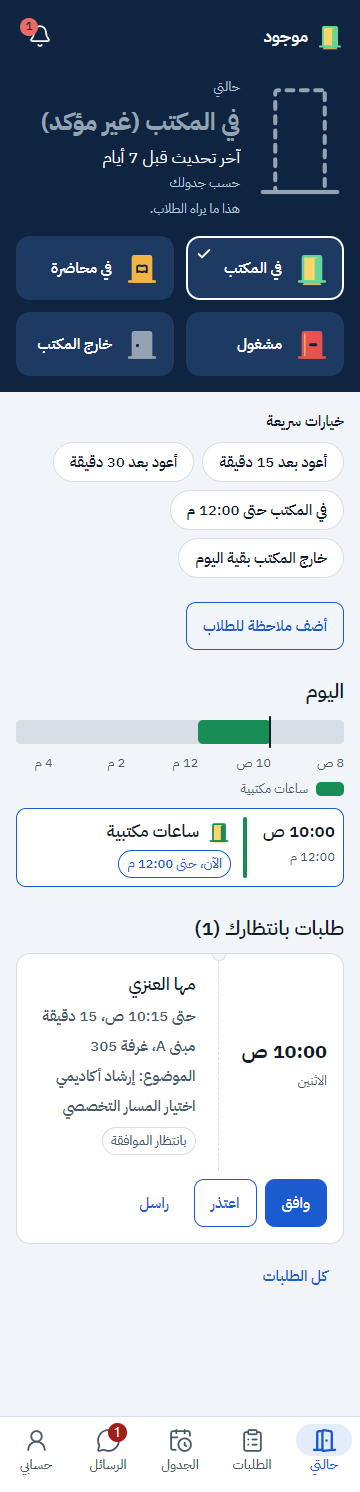 موجود
1
حالتي
في المكتب (غير مؤكد)
آخر تحديث قبل 7 أيام
حسب جدولك
هذا ما يراه الطلاب.
في المكتب
في محاضرة
مشغول
خارج المكتب
خيارات سريعة
أعود بعد 15 دقيقة
أعود بعد 30 دقيقة
في المكتب حتى 12:00 م
خارج المكتب بقية اليوم
أضف ملاحظة للطلاب
اليوم
8 ص 10 ص 12 م 2 م 4 م
ساعات مكتبية
10:00 ص
12:00 م
ساعات مكتبية
الآن، حتى 12:00 م
طلبات بانتظارك (1)
10:00 ص
الاثنين
مها العنزي
حتى 10:15 ص، 15 دقيقة
مبنى A، غرفة 305
الموضوع: إرشاد أكاديمي
اختيار المسار التخصصي
بانتظار الموافقة
وافق
اعتذر
راسل
كل الطلبات
حالتي
الطلبات
الجدول
1
الرسائل
حسابي